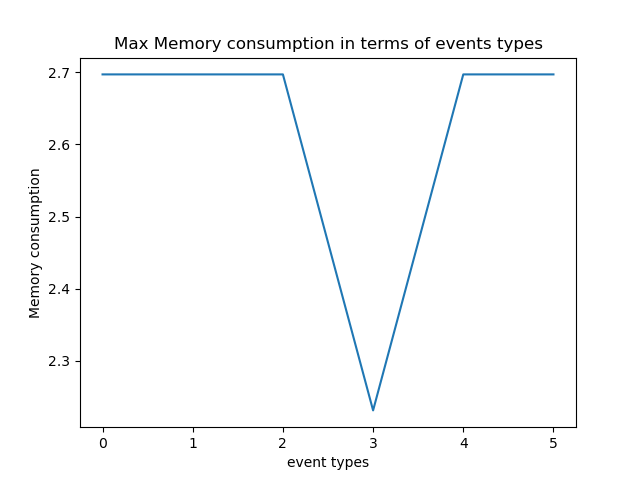 Max Memory consumption in terms of events types
Memory consumption
2.7
2.6
2.5
2.4
2.3
0 1 2 3 4 5
event types